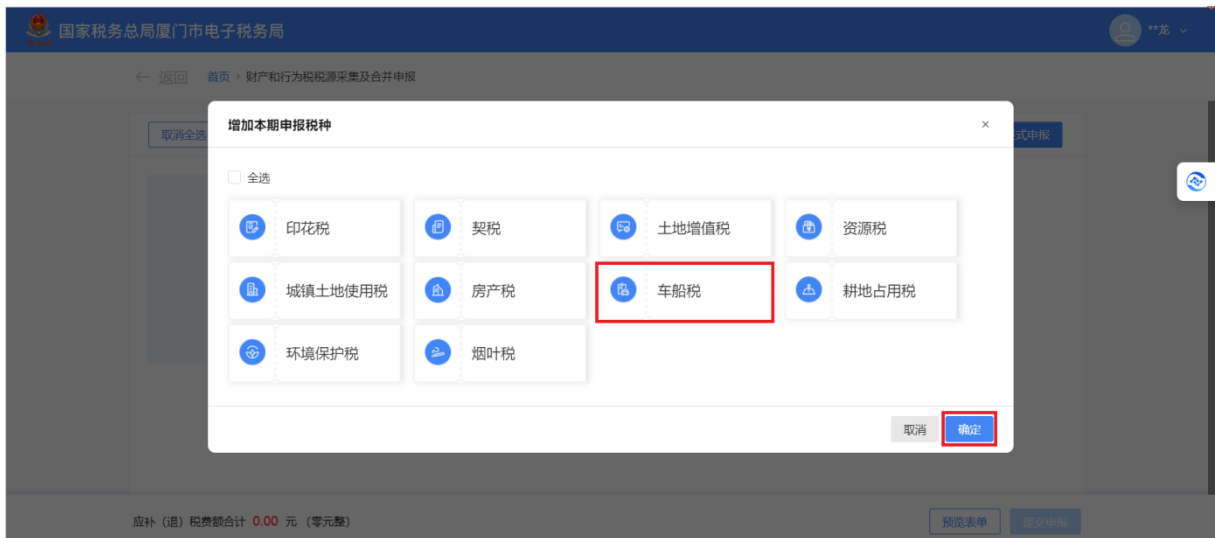 国家税务总局厦门市电子税务局
**龙
返回 首页 > 财产和行为税税源采集及合并申报
取消全选
增加本期申报税种
×
式申报
全选
印花税
契税
土地增值税
资源税
城镇土地使用税
房产税
车船税
耕地占用税
环境保护税
烟叶税
取消
确定
应补（退）税费额合计 0.00 元 （零元整）
预览表单
提交申报